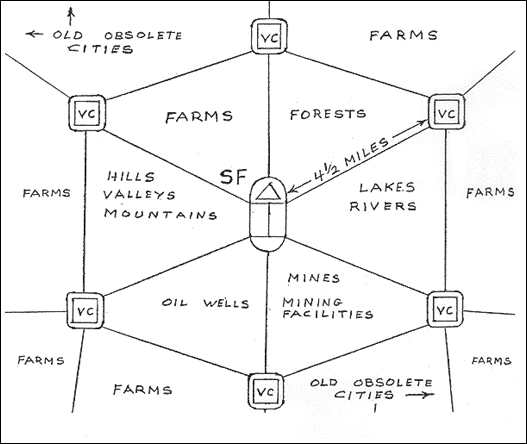 VC
OLD OBSOLETE
CITIES
FARMS
VC
VC
FARMS
FORESTS
4 1/2 MILES
SF
HILLS
VALLEYS
MOUNTAINS
FARMS
LAKES
RIVERS
FARMS
MINES
OIL WELLS
MINING
FACILITIES
VC
VC
FARMS
FARMS
VC
FARMS
OLD OBSOLETE
CITIES